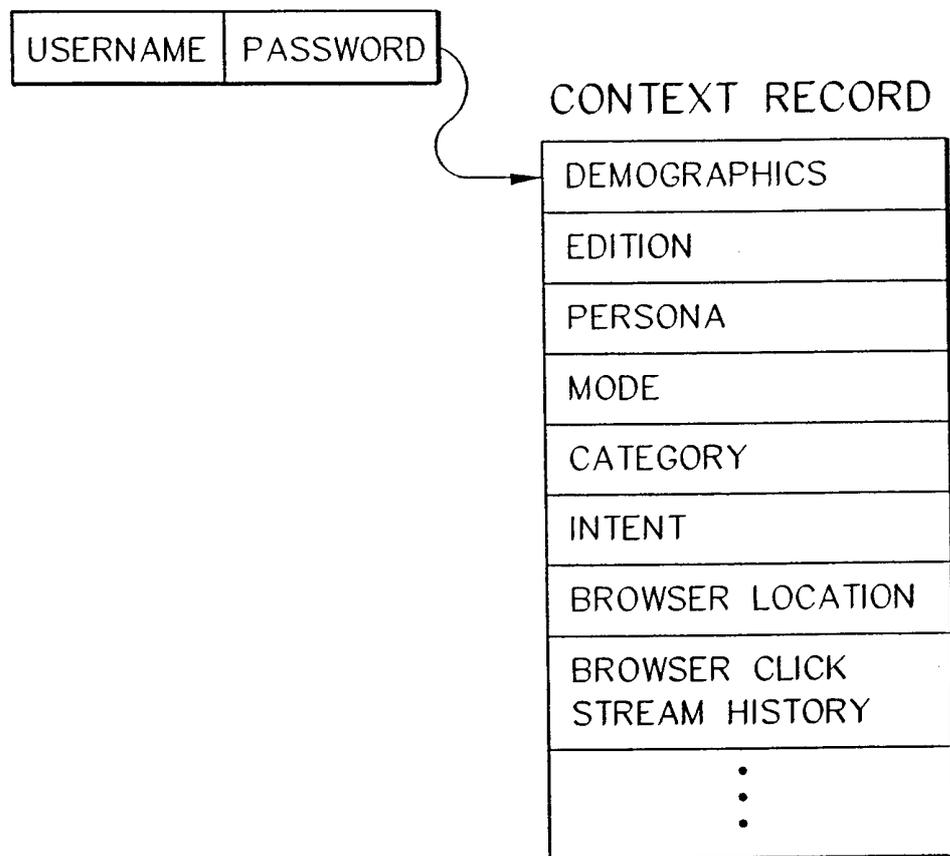 USERNAME PASSWORD
CONTEXT RECORD
DEMOGRAPHICS
EDITION
PERSONA
MODE
CATEGORY
INTENT
BROWSER LOCATION
BROWSER CLICK
STREAM HISTORY